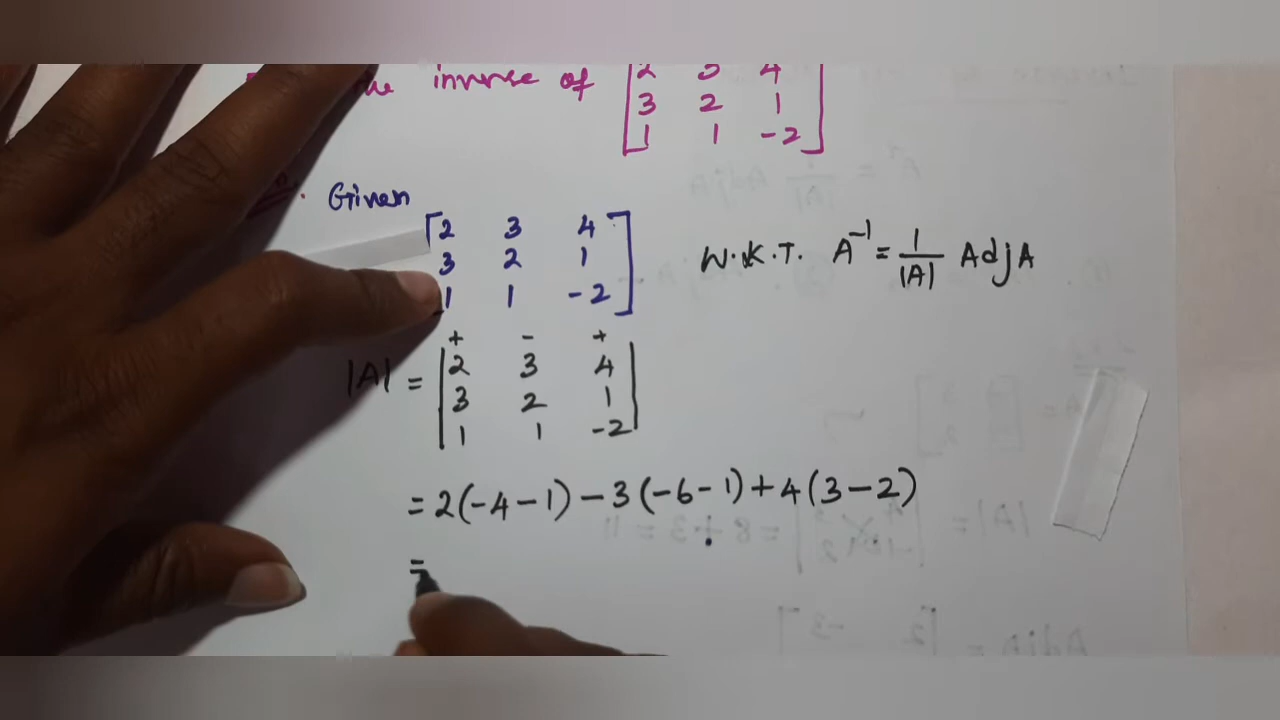 inverse of [2 3 4
3 2 1
1 1 -2]
Given
[2 3 4
3 2 1
1 1 -2]
W.K.T. A⁻¹ = 1/|A| AdjA
+ - +
|A| = |2 3 4
3 2 1
1 1 -2|
= 2(-4-1) - 3(-6-1) + 4(3-2)
=